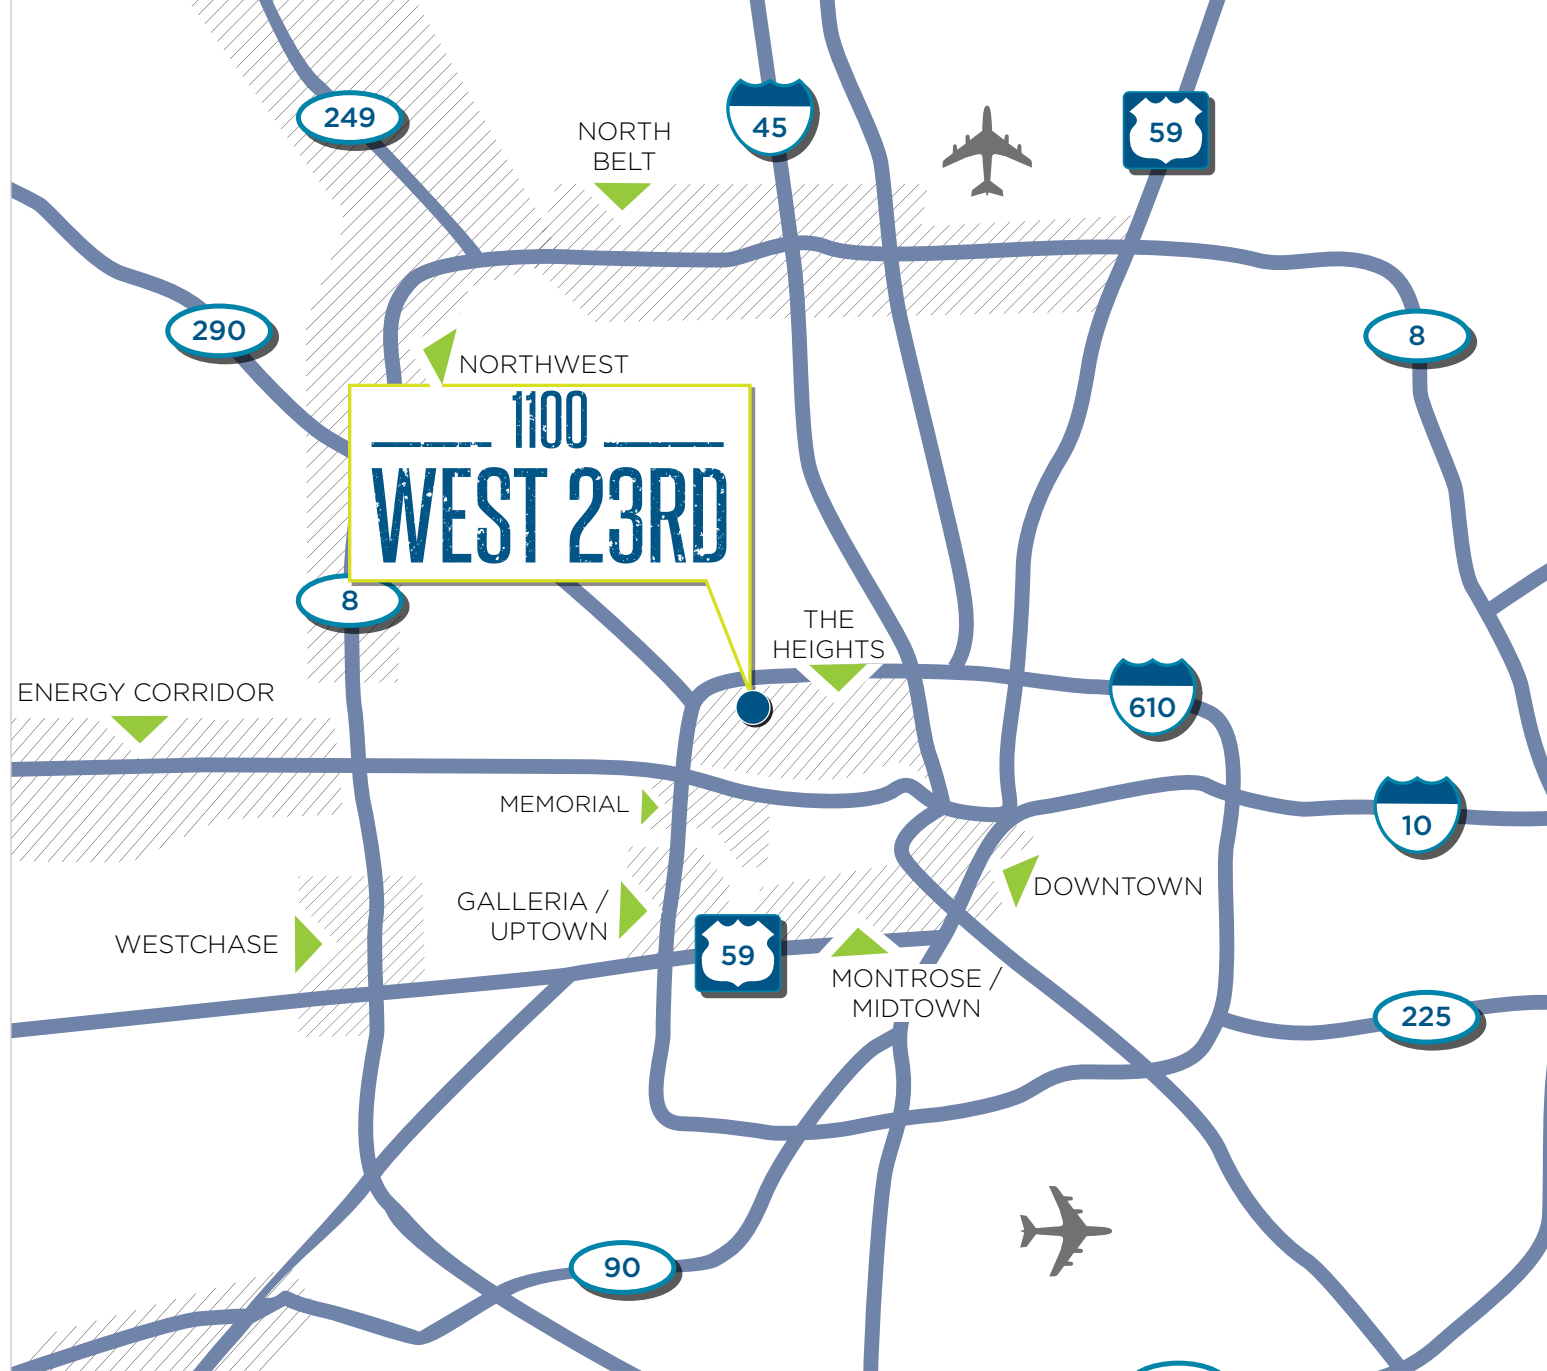 249
45
59
NORTH
BELT
290
8
NORTHWEST
1100
WEST 23RD
8
THE
HEIGHTS
ENERGY CORRIDOR
610
MEMORIAL
10
DOWNTOWN
GALLERIA /
UPTOWN
WESTCHASE
59
MONTROSE /
MIDTOWN
225
90